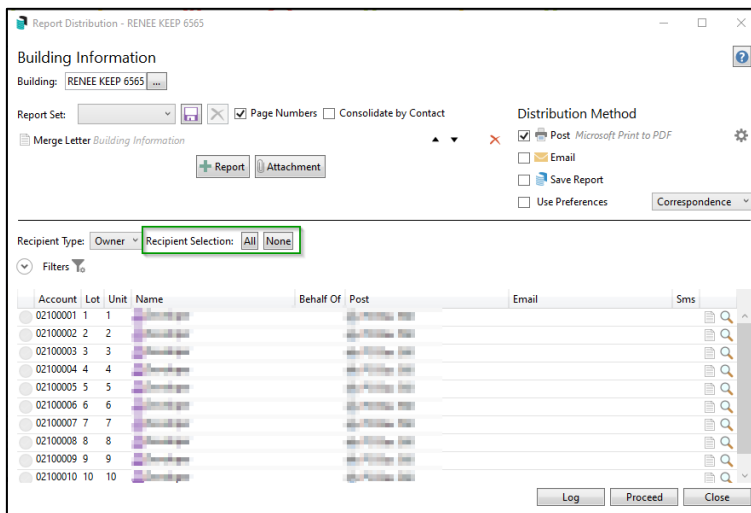 Report Distribution - RENEE KEEP 6565
Building Information
Building: RENEE KEEP 6565 ...
Report Set: Page Numbers Consolidate by Contact
Distribution Method
Merge Letter Building Information
Post Microsoft Print to PDF
Report Attachment
Email
Save Report
Use Preferences Correspondence
Recipient Type: Owner Recipient Selection: All None
Filters
Account Lot Unit Name Behalf Of Post Email Sms
02100001 1 1
02100002 2 2
02100003 3 3
02100004 4 4
02100005 5 5
02100006 6 6
02100007 7 7
02100008 8 8
02100009 9 9
02100010 10 10
Log Proceed Close